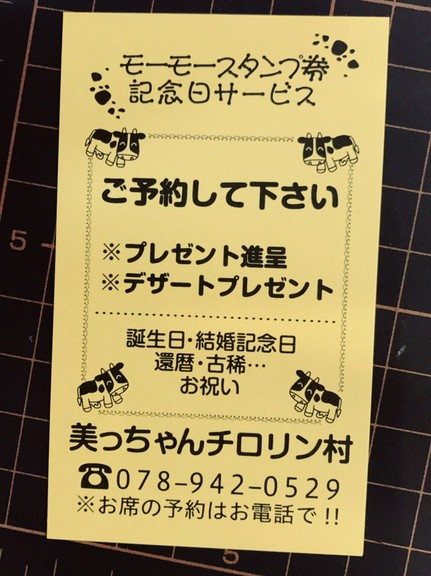 モーモースタンプ券
記念日サービス
ご予約して下さい
※プレゼント進呈
※デザートプレゼント
誕生日・結婚記念日
還暦・古稀…
お祝い
美っちゃんチロリン村
☎078-942-0529
※お席の予約はお電話で!!
5
5